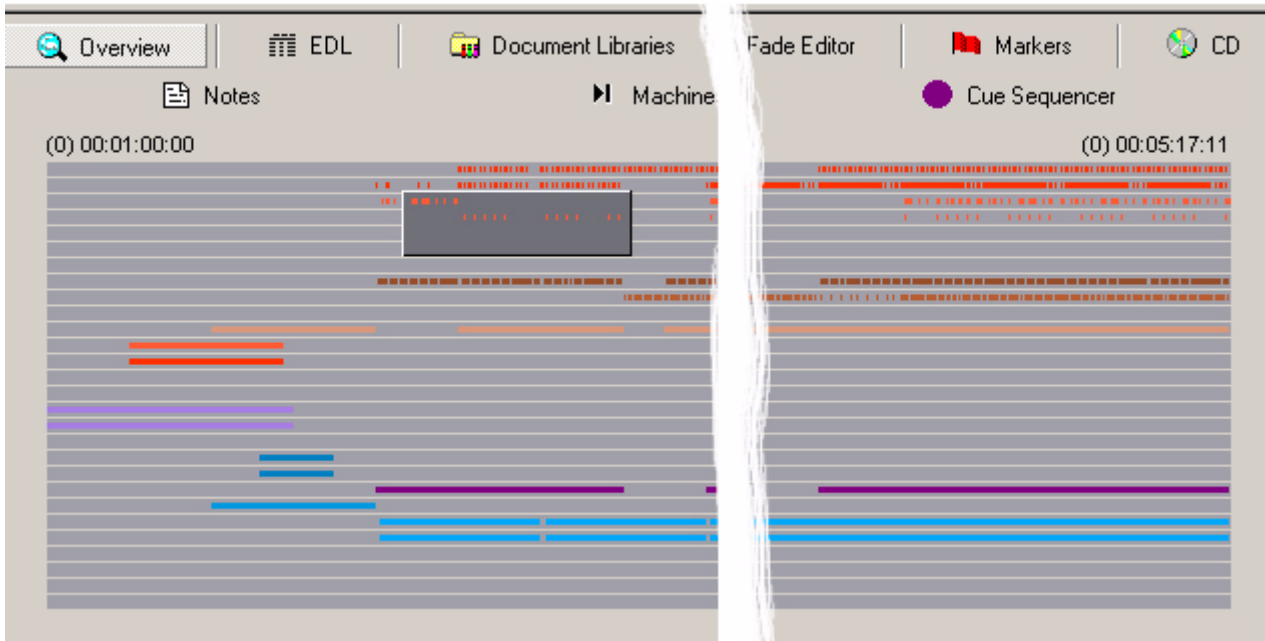 Overview EDL Document Libraries Fade Editor Markers CD
Notes Machine Cue Sequencer
(0) 00:01:00:00 (0) 00:05:17:11